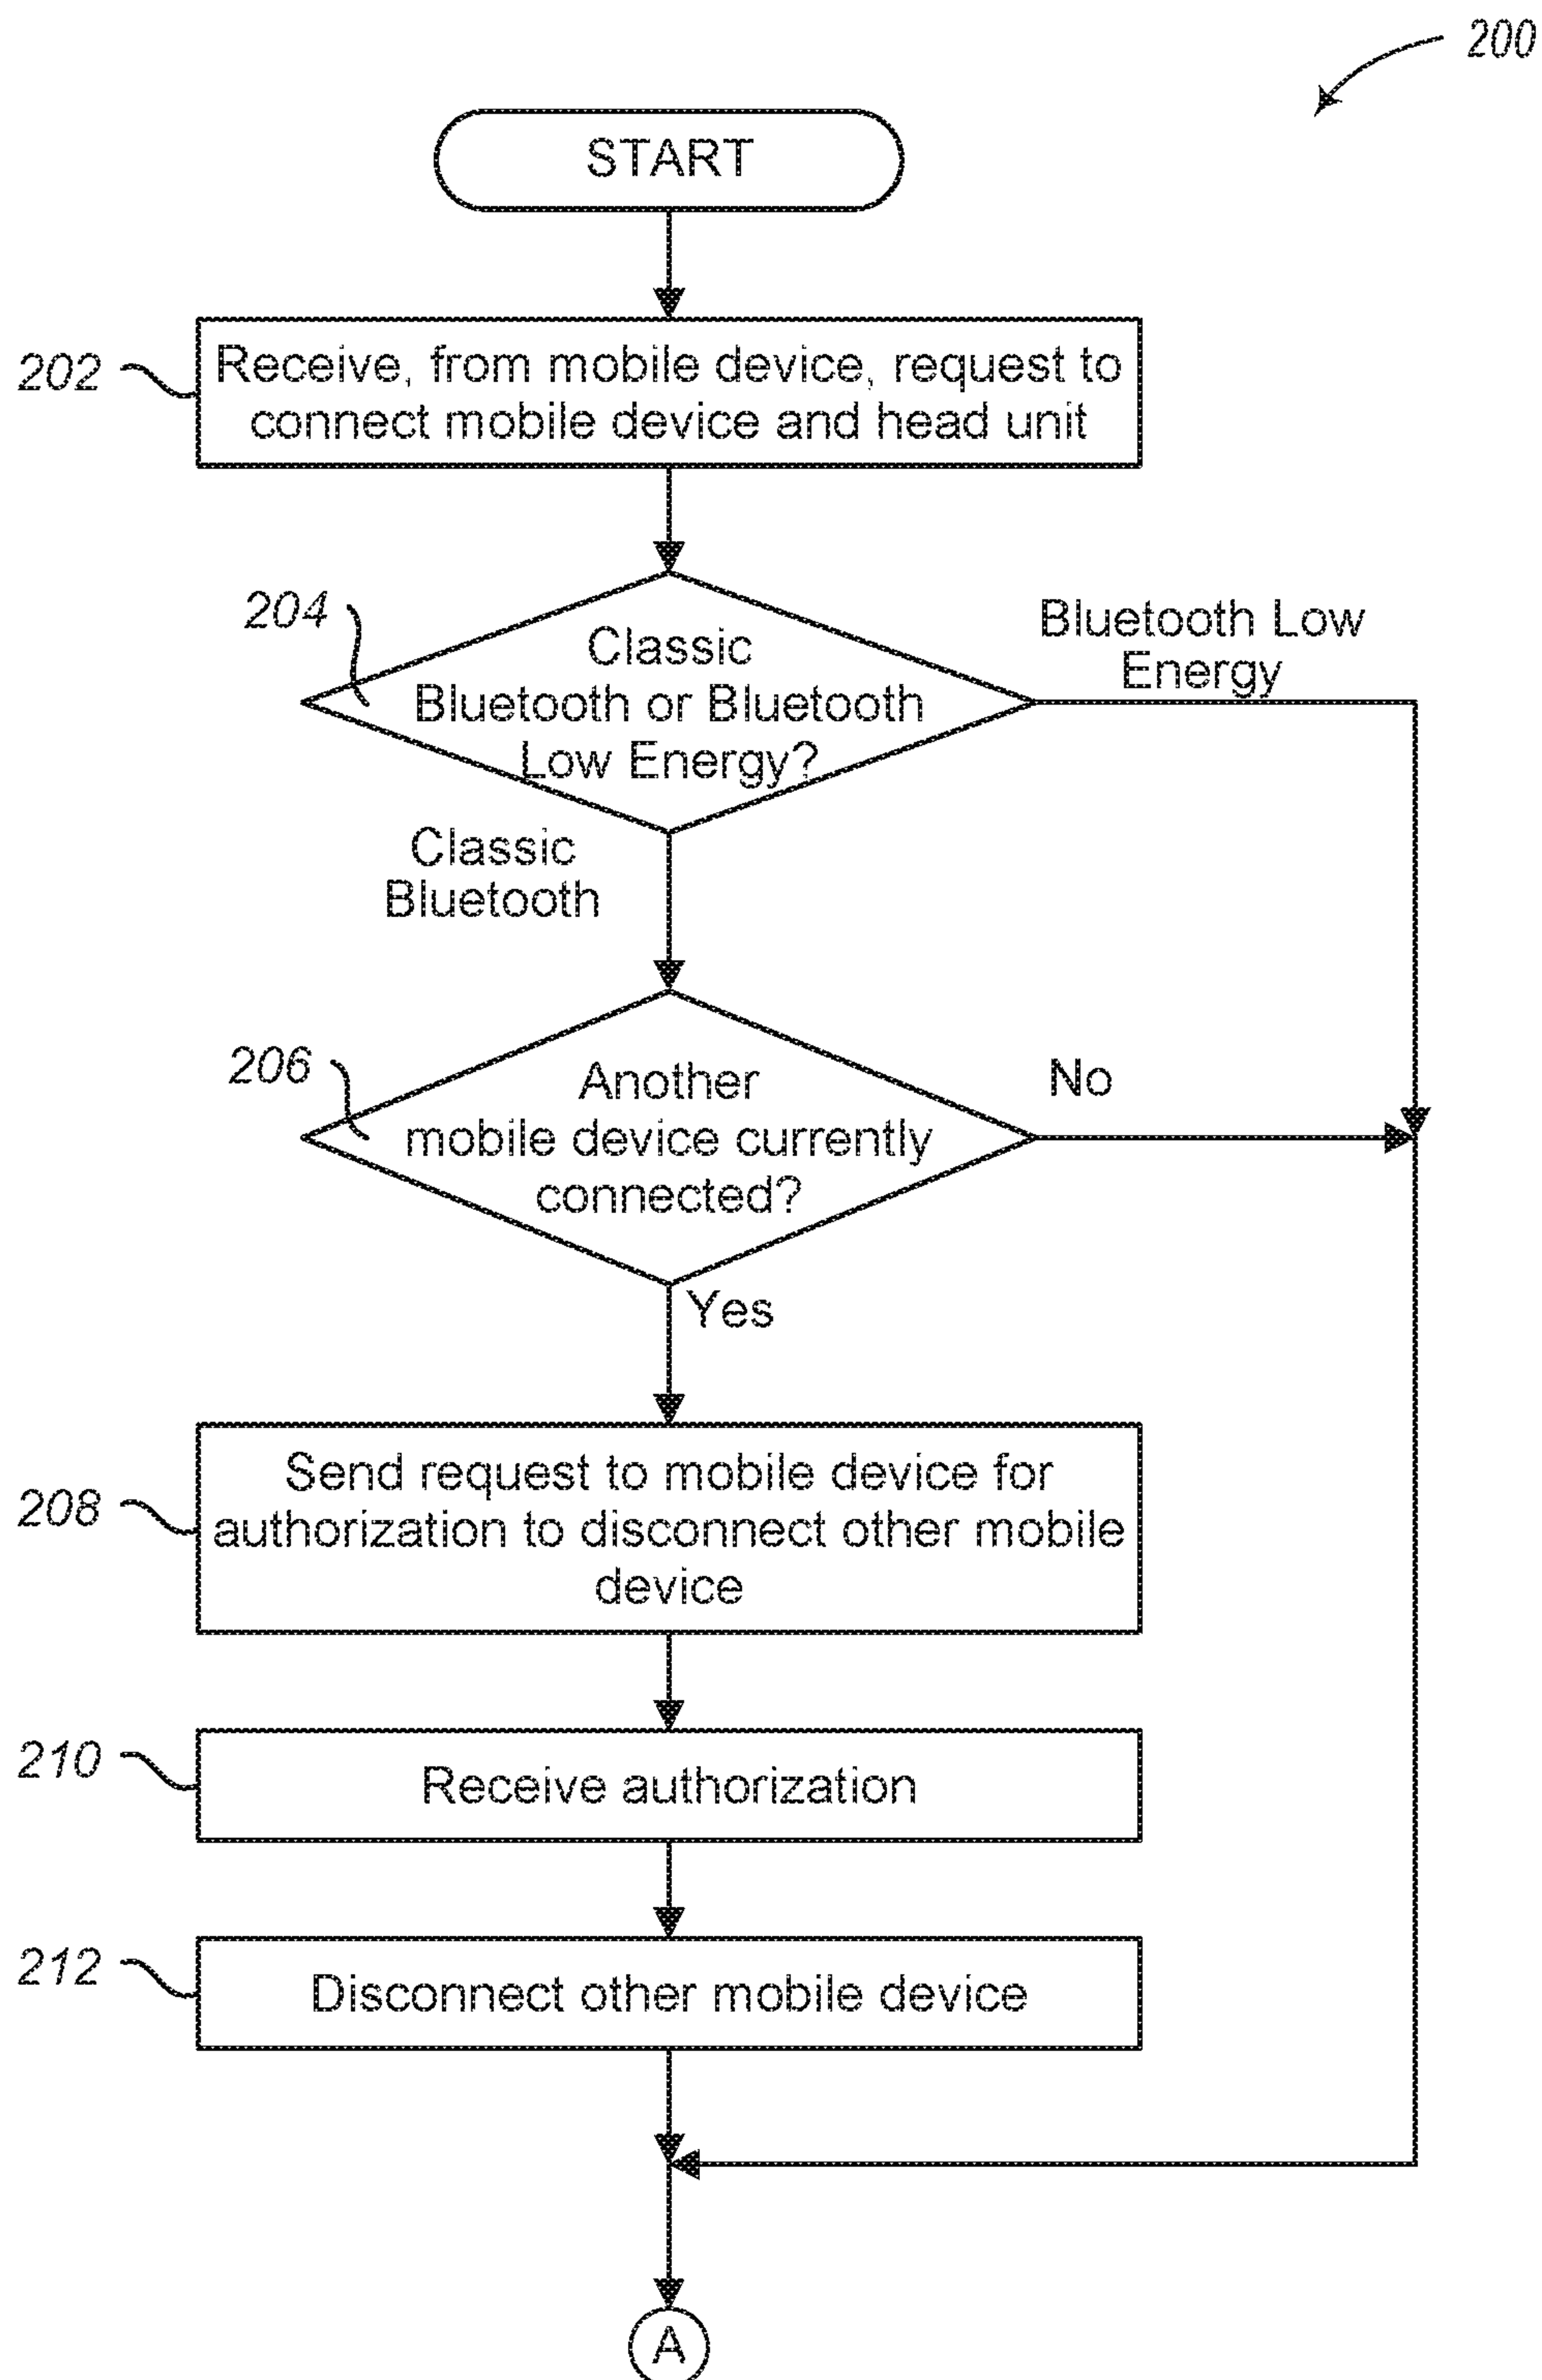 200
START
202
Receive, from mobile device, request to
connect mobile device and head unit
204
Classic
Bluetooth or Bluetooth
Low Energy?
Bluetooth Low
Energy
Classic
Bluetooth
206
Another
mobile device currently
connected?
No
Yes
208
Send request to mobile device for
authorization to disconnect other mobile
device
210
Receive authorization
212
Disconnect other mobile device
A